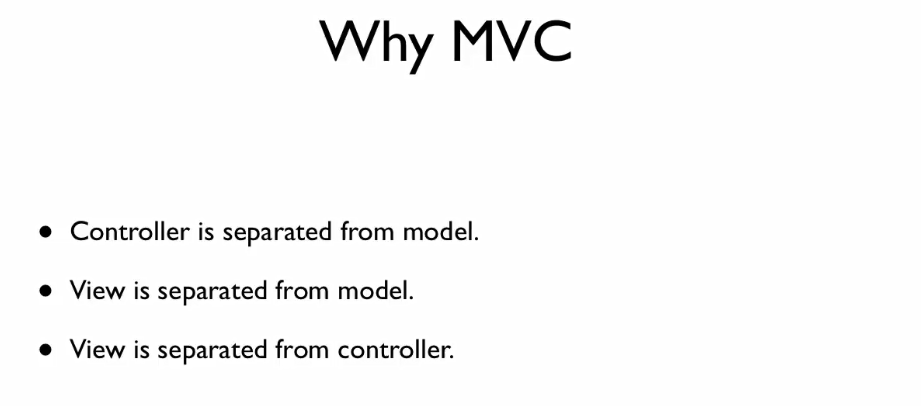 Why MVC
• Controller is separated from model.
• View is separated from model.
• View is separated from controller.